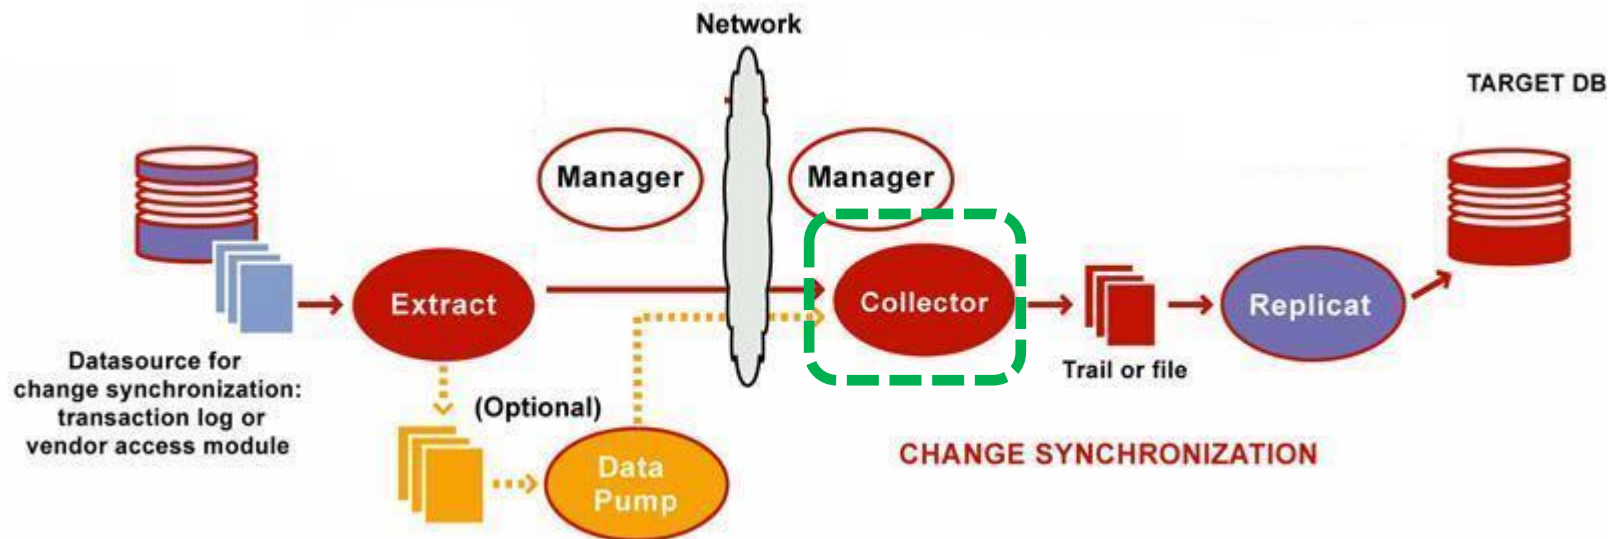 Network
TARGET DB
Manager
Manager
Extract
Collector
Replicat
Datasource for
change synchronization:
transaction log or
vendor access module
Trail or file
(Optional)
Data
Pump
CHANGE SYNCHRONIZATION